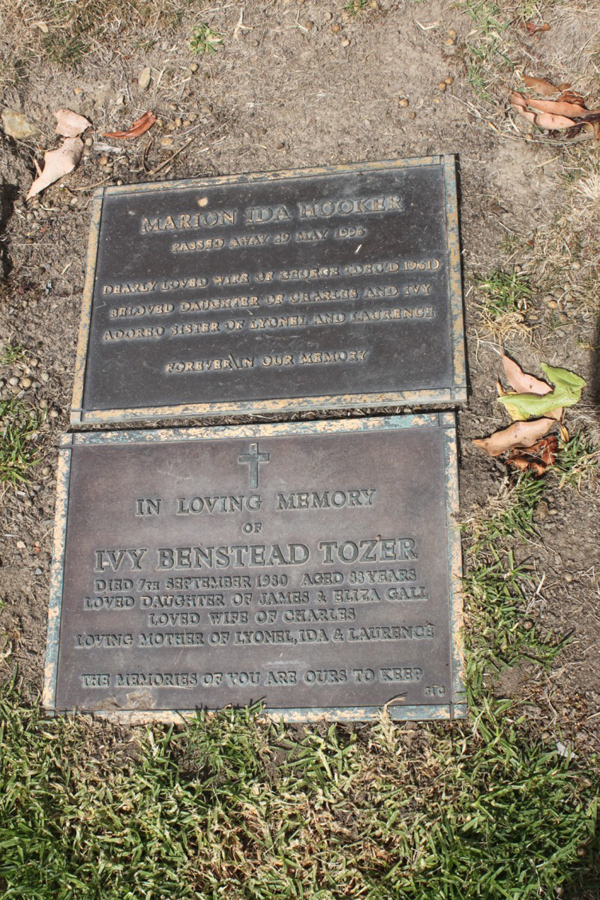 MARION IDA HOOKER
PASSED AWAY MAY 1993
DEARLY LOVED WIFE OF GEORGE
BELOVED DAUGHTER OF CHARLES AND IVY
ADORED SISTER OF LYONEL AND LAURENCE
FOREVER IN OUR MEMORY
IN LOVING MEMORY
OF
IVY BENSTEAD TOZER
DIED 7TH SEPTEMBER 1980 AGED 88 YEARS
LOVED DAUGHTER OF JAMES & ELIZA GALL
LOVED WIFE OF CHARLES
LOVING MOTHER OF LYONEL, IDA & LAURENCE
THE MEMORIES OF YOU ARE OURS TO KEEP